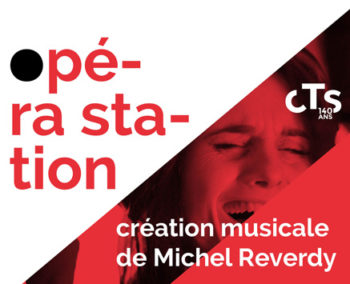 opé-
ra sta-
tion
cTs
140
ANS
création musicale
de Michel Reverdy